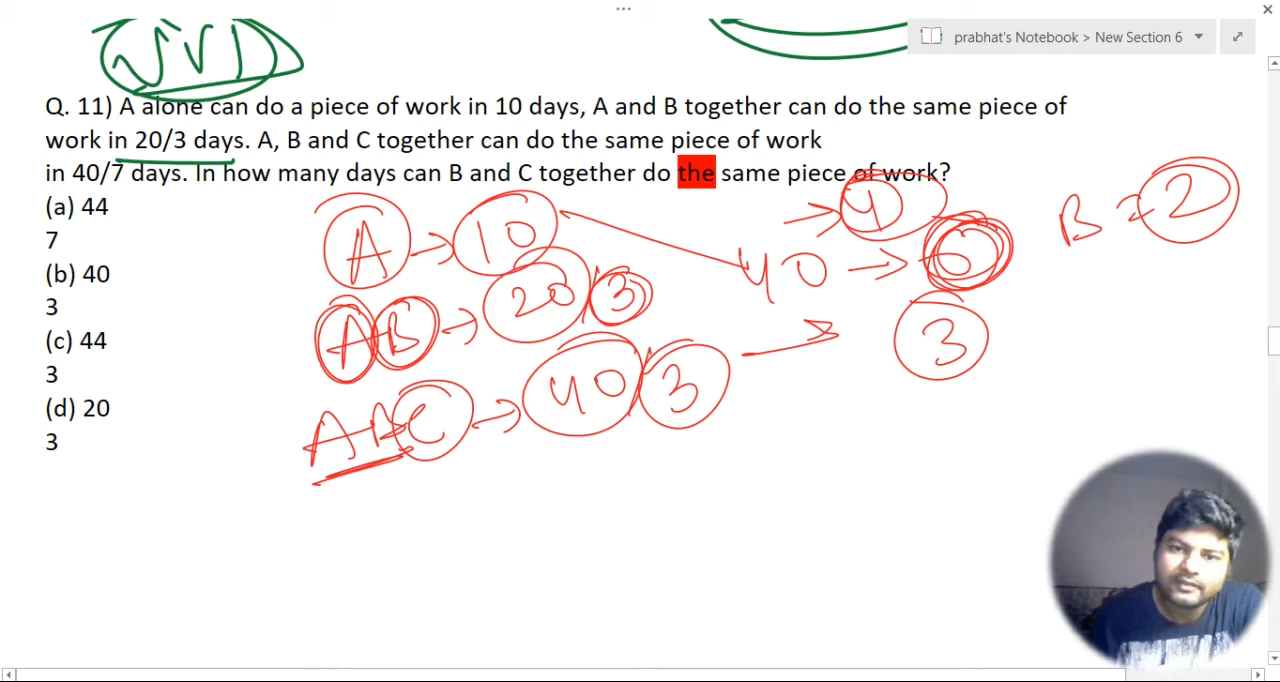 prabhat's Notebook > New Section 6
Q. 11) A alone can do a piece of work in 10 days, A and B together can do the same piece of
work in 20/3 days. A, B and C together can do the same piece of work
in 40/7 days. In how many days can B and C together do the same piece of work?
(a) 44
7
(b) 40
3
(c) 44
3
(d) 20
3
A → 10
AB → 20/3
ABC → 40/3
40 → 6
→ 4
3
B = 2